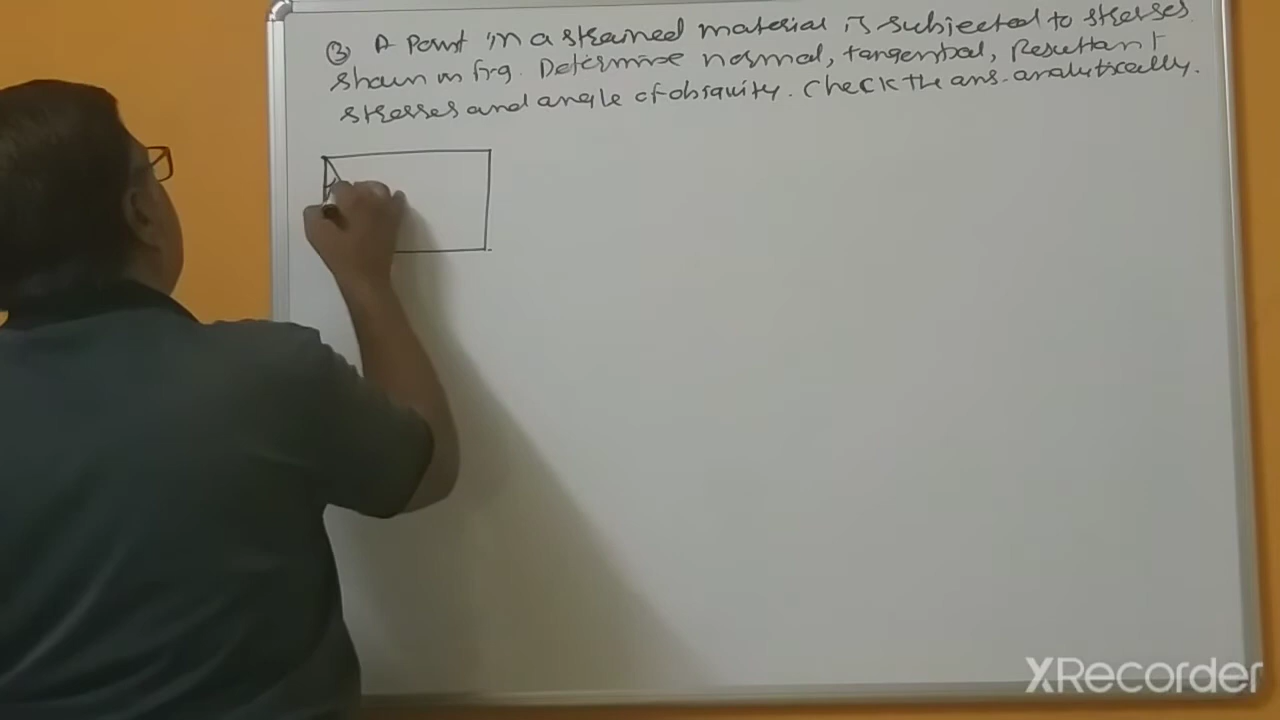 ③ A Point in a strained material is subjected to stresses
shown in fig. Determine normal, tangential, Resultant
stresses and angle of obliquity. Check the ans. analytically.
XRecorder